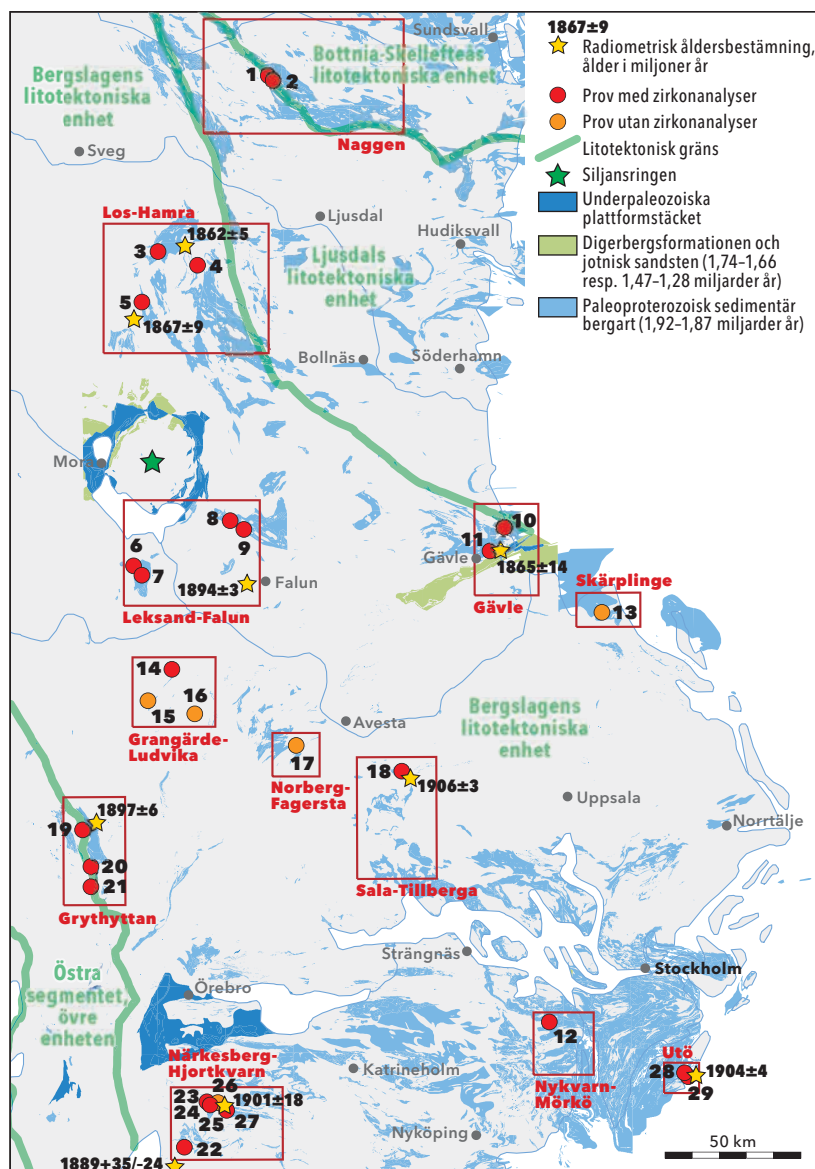 Sundsvall
Bottnia-Skellefteås
litotektoniska enhet
Bergslagens
litotektoniska
enhet
1
2
Naggen
Sveg
1867±9
Radiometrisk åldersbestämning,
ålder i miljoner år
Prov med zirkonanalyser
Prov utan zirkonanalyser
Litotektonisk gräns
Siljansringen
Underpaleozoiska
plattformstäcket
Digerbergsformationen och
jotnisk sandsten (1,74–1,66
resp. 1,47–1,28 miljarder år)
Paleoproterozoisk sedimentär
bergart (1,92–1,87 miljarder år)
Los-Hamra
1862±5
3
4
5
1867±9
Ljusdal
Hudiksvall
Ljusdals
litotektoniska
enhet
Bollnäs
Söderhamn
Mora
8
9
6
7
1894±3
Falun
Leksand-Falun
10
11
Gävle
1865±14
Gävle
Skärplinge
13
14
16
15
Grangärde-
Ludvika
Avesta
Bergslagens
litotektoniska
enhet
17
Norberg-
Fagersta
18
1906±3
Sala-Tillberga
Uppsala
Norrtälje
1897±6
19
20
21
Grythyttan
Östra
segmentet,
övre
enheten
Örebro
Strängnäs
Stockholm
12
Nykvarn-
Mörkö
Utö
28
1904±4
29
Närkesberg-
Hjortkvarn
26
23
1901±18
24
25
27
22
1889+35/–24
Katrineholm
Nyköping
50 km